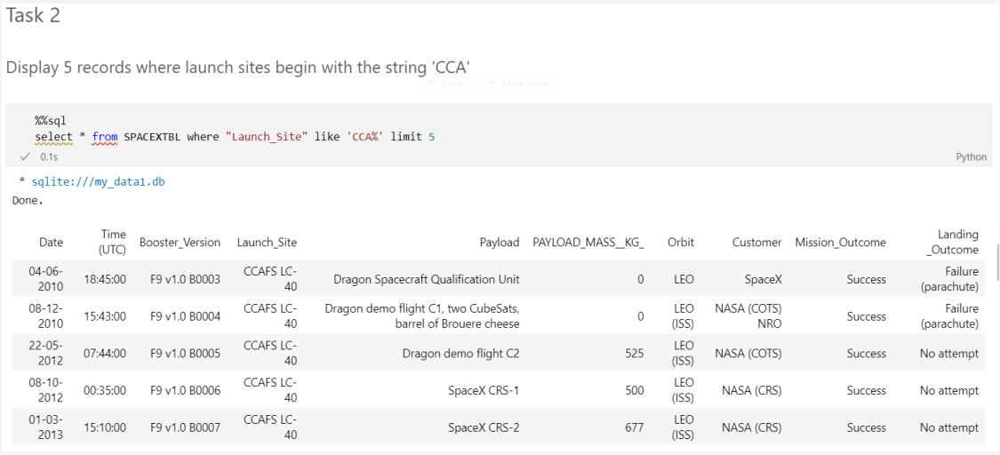 Task 2
Display 5 records where launch sites begin with the string 'CCA'
+ Code + Markdown
%%sql
select * from SPACEXTBL where "Launch_Site" like 'CCA%' limit 5
✓ 0.1s Python
* sqlite:///my_data1.db
Done.
Date Time (UTC) Booster_Version Launch_Site Payload PAYLOAD_MASS__KG_ Orbit Customer Mission_Outcome Landing _Outcome
04-06-2010 18:45:00 F9 v1.0 B0003 CCAFS LC-40 Dragon Spacecraft Qualification Unit 0 LEO SpaceX Success Failure (parachute)
08-12-2010 15:43:00 F9 v1.0 B0004 CCAFS LC-40 Dragon demo flight C1, two CubeSats, barrel of Brouere cheese 0 LEO (ISS) NASA (COTS) NRO Success Failure (parachute)
22-05-2012 07:44:00 F9 v1.0 B0005 CCAFS LC-40 Dragon demo flight C2 525 LEO (ISS) NASA (COTS) Success No attempt
08-10-2012 00:35:00 F9 v1.0 B0006 CCAFS LC-40 SpaceX CRS-1 500 LEO (ISS) NASA (CRS) Success No attempt
01-03-2013 15:10:00 F9 v1.0 B0007 CCAFS LC-40 SpaceX CRS-2 677 LEO (ISS) NASA (CRS) Success No attempt